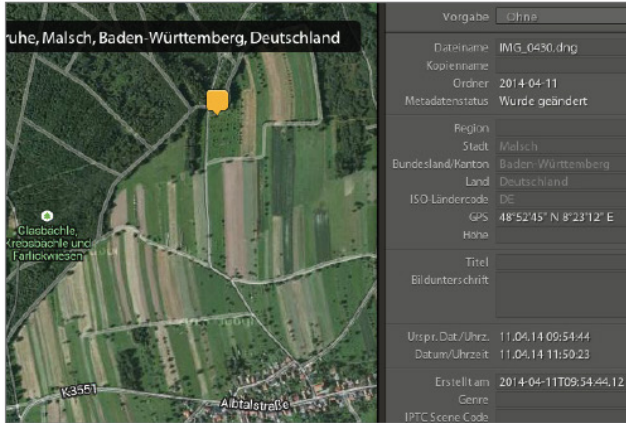 ruhe, Malsch, Baden-Württemberg, Deutschland
Glasbächle,
Krebsbächle und
Farlickwiesen
K3551
Albtalstraße
Vorgabe Ohne
Dateiname IMG_0430.dng
Kopienname
Ordner 2014-04-11
Metadatenstatus Wurde geändert
Region
Stadt Malsch
Bundesland/Kanton Baden-Württemberg
Land Deutschland
ISO-Ländercode DE
GPS 48°52'45" N 8°23'12" E
Höhe
Titel
Bildunterschrift
Urspr. Dat./Uhrz. 11.04.14 09:54:44
Datum/Uhrzeit 11.04.14 11:50:23
Erstellt am 2014-04-11T09:54:44.12
Genre
IPTC Scene Code